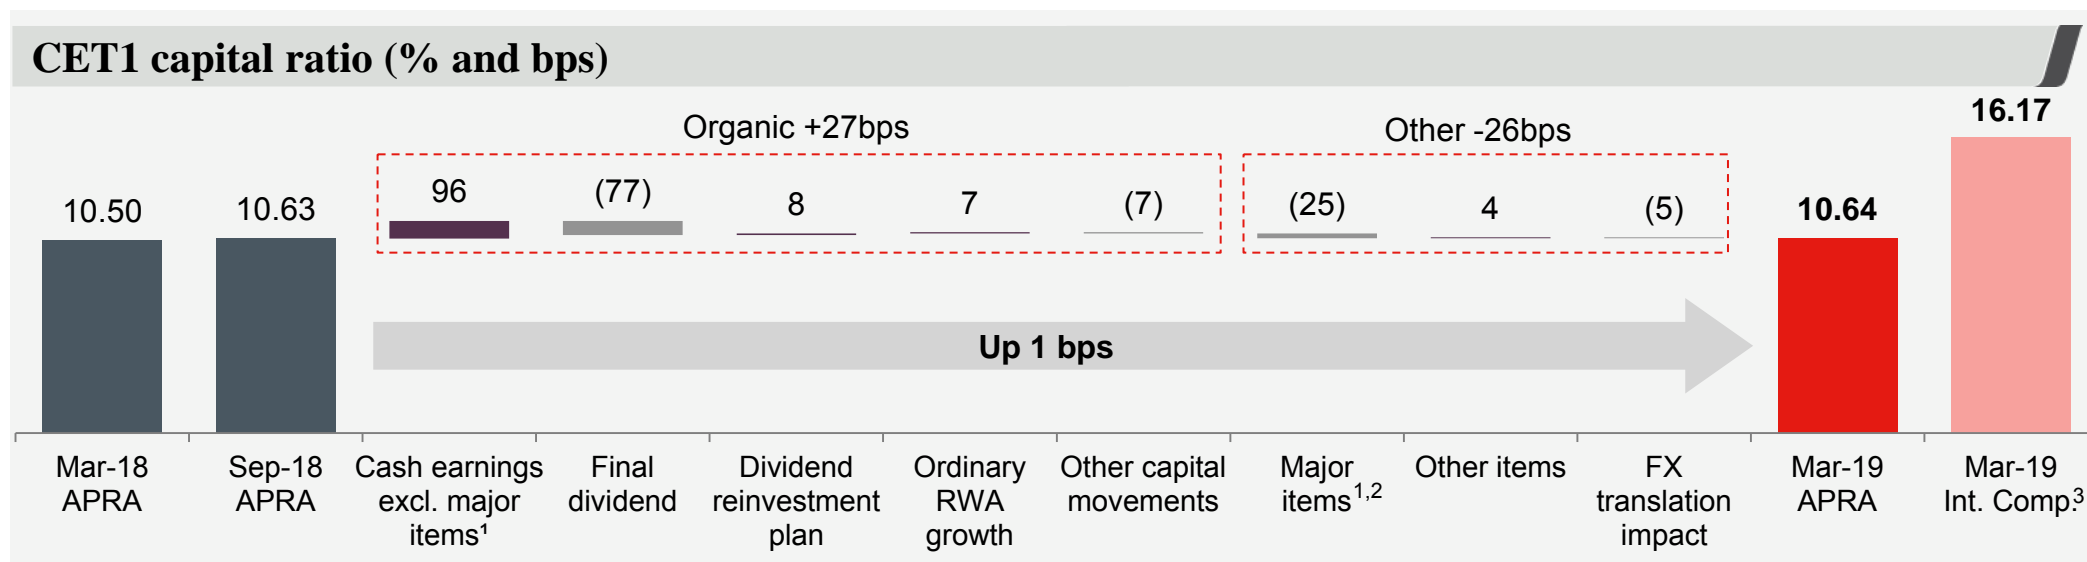 CET1 capital ratio (% and bps)
Organic +27bps
Other -26bps
16.17
10.50
10.63
96
(77)
8
7
(7)
(25)
4
(5)
10.64
Up 1 bps
Mar-18
APRA
Sep-18
APRA
Cash earnings
excl. major
items¹
Final
dividend
Dividend
reinvestment
plan
Ordinary
RWA
growth
Other capital
movements
Major
items1,2
Other items
FX
translation
impact
Mar-19
APRA
Mar-19
Int. Comp.3